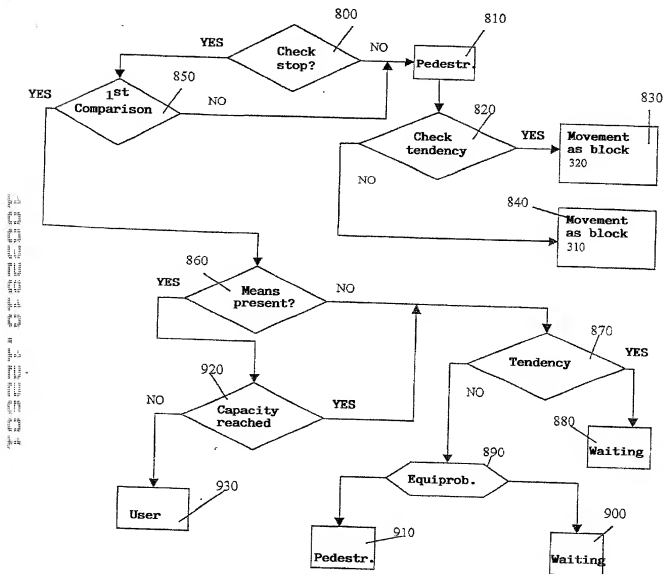 800
YES
Check
stop?
NO
810
Pedestr.
850
1st
Comparison
YES
NO
820
Check
tendency
YES
830
Movement
as block
320
NO
840
Movement
as block
310
860
YES
Means
present?
NO
870
Tendency
YES
NO
920
Capacity
reached
NO
YES
880
Waiting
890
Equiprob.
User
930
Pedestr.
910
900
Waiting